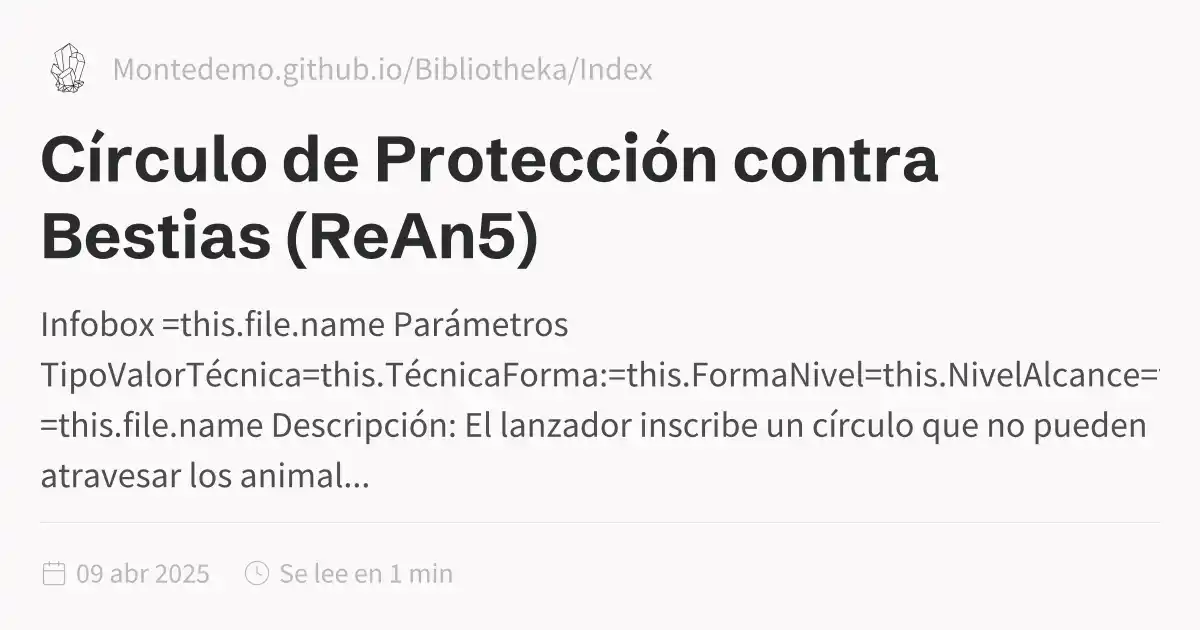 Montedemo.github.io/Bibliotheka/Index
Círculo de Protección contra
Bestias (ReAn5)
Infobox =this.file.name Parámetros
TipoValorTécnica=this.TécnicaForma:=this.FormaNivel=this.NivelAlcance=
=this.file.name Descripción: El lanzador inscribe un círculo que no pueden
atravesar los animal...
09 abr 2025 Se lee en 1 min